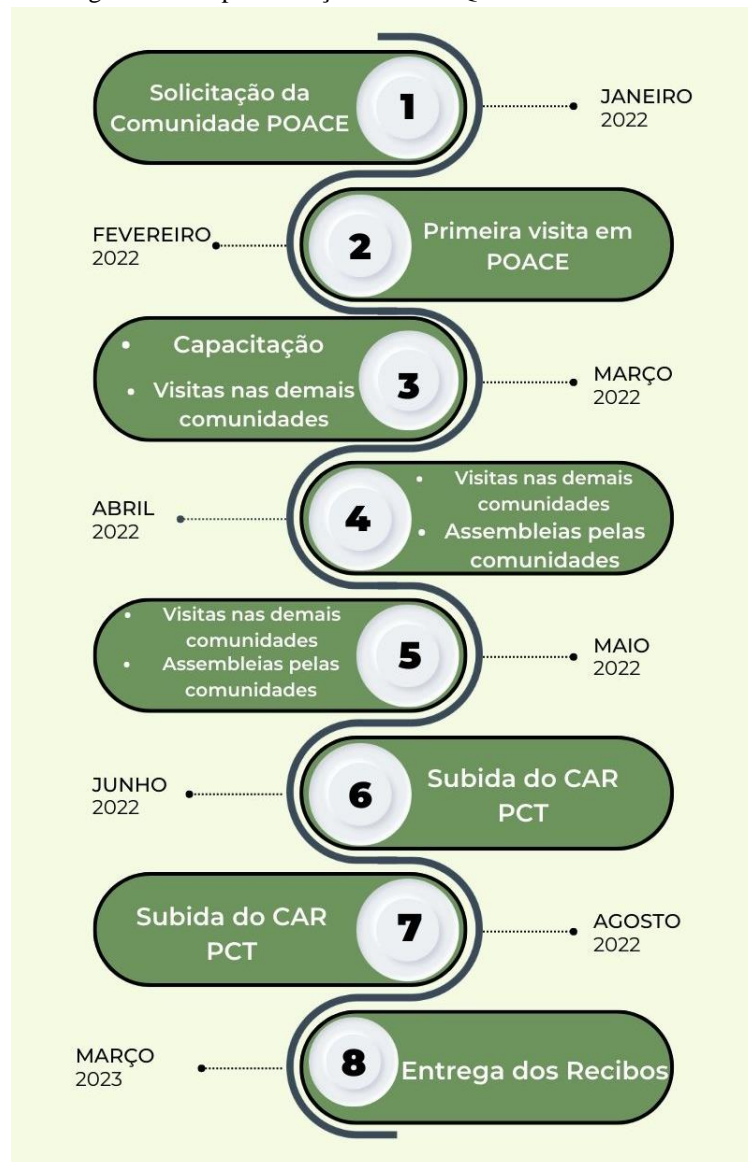 Solicitação da
Comunidade POACE
1
JANEIRO
2022
FEVEREIRO
2022
2
Primeira visita em
POACE
• Capacitação
• Visitas nas demais
comunidades
3
MARÇO
2022
ABRIL
2022
4
• Visitas nas demais
comunidades
• Assembleias pelas
comunidades
• Visitas nas demais
comunidades
• Assembleias pelas
comunidades
5
MAIO
2022
JUNHO
2022
6
Subida do CAR
PCT
Subida do CAR
PCT
7
AGOSTO
2022
MARÇO
2023
8
Entrega dos Recibos